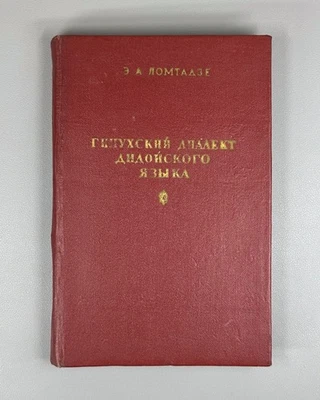 Э. А. ЛОМТАДЗЕ
ГИНУХСКИЙ ДИАЛЕКТ
ДИДОЙСКОГО
ЯЗЫКА